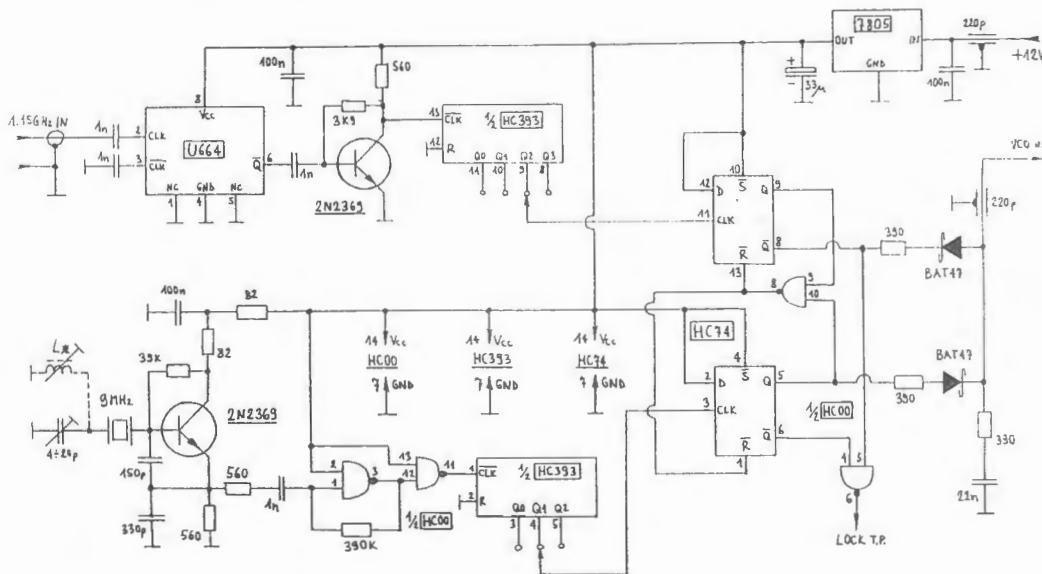 7805
OUT
IN
GND
220p
+12V
100n
+
-
33µ
100n
560
3K9
8
Vcc
1.15GHz IN
1n
2
CLK
1n
3
CLK
U664
Q
6
1n
NC
GND
NC
1
4
5
2N2369
13
CLK
1/2 HC393
12
R
Q0
Q1
Q2
Q3
11
10
9
8
10
12
D
S
Q
9
11
CLK
Q
8
R
13
390
BAT47
220p
9
10
8
100n
82
82
39K
9MHz
4÷20p
150p
330p
2N2369
560
560
1n
14
Vcc
HC00
7
GND
14
Vcc
HC393
7
GND
14
Vcc
HC74
7
GND
HC74
4
2
D
S
Q
5
3
CLK
Q
6
R
1
390
BAT47
1/2 HC00
330
22n
4
5
6
LOCK T.P.
2
1
3
13
12
11
390K
1/2 HC00
1
CLK
1/2 HC393
2
R
Q0
Q1
Q2
3
4
5